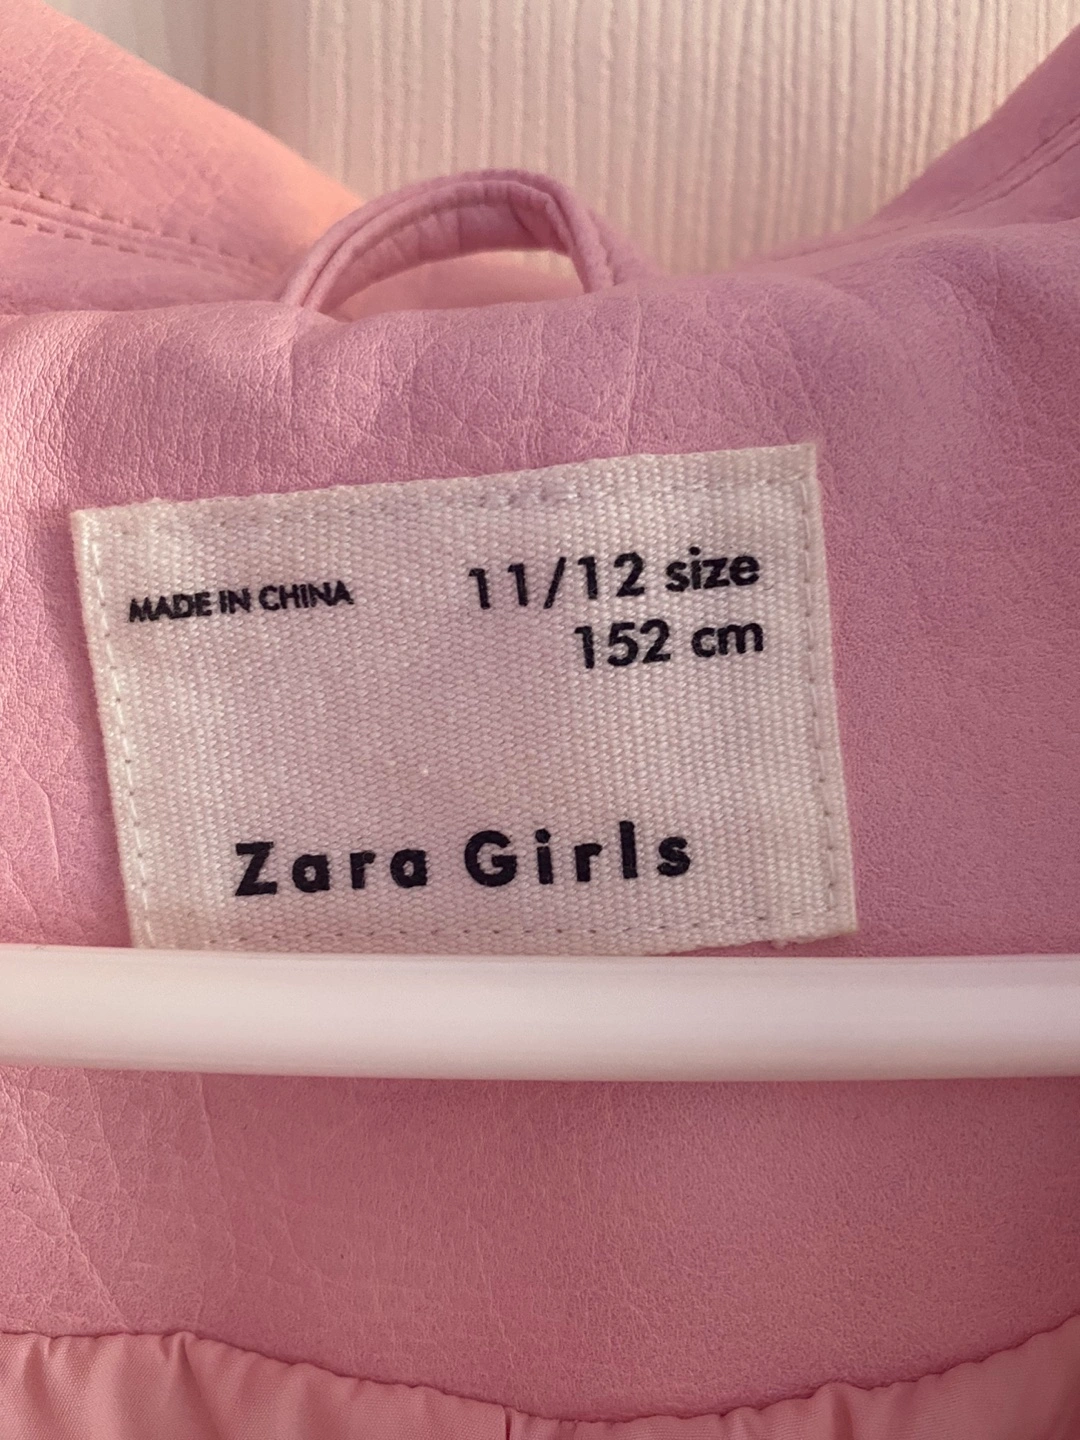 MADE IN CHINA
11/12 size
152 cm
Zara Girls